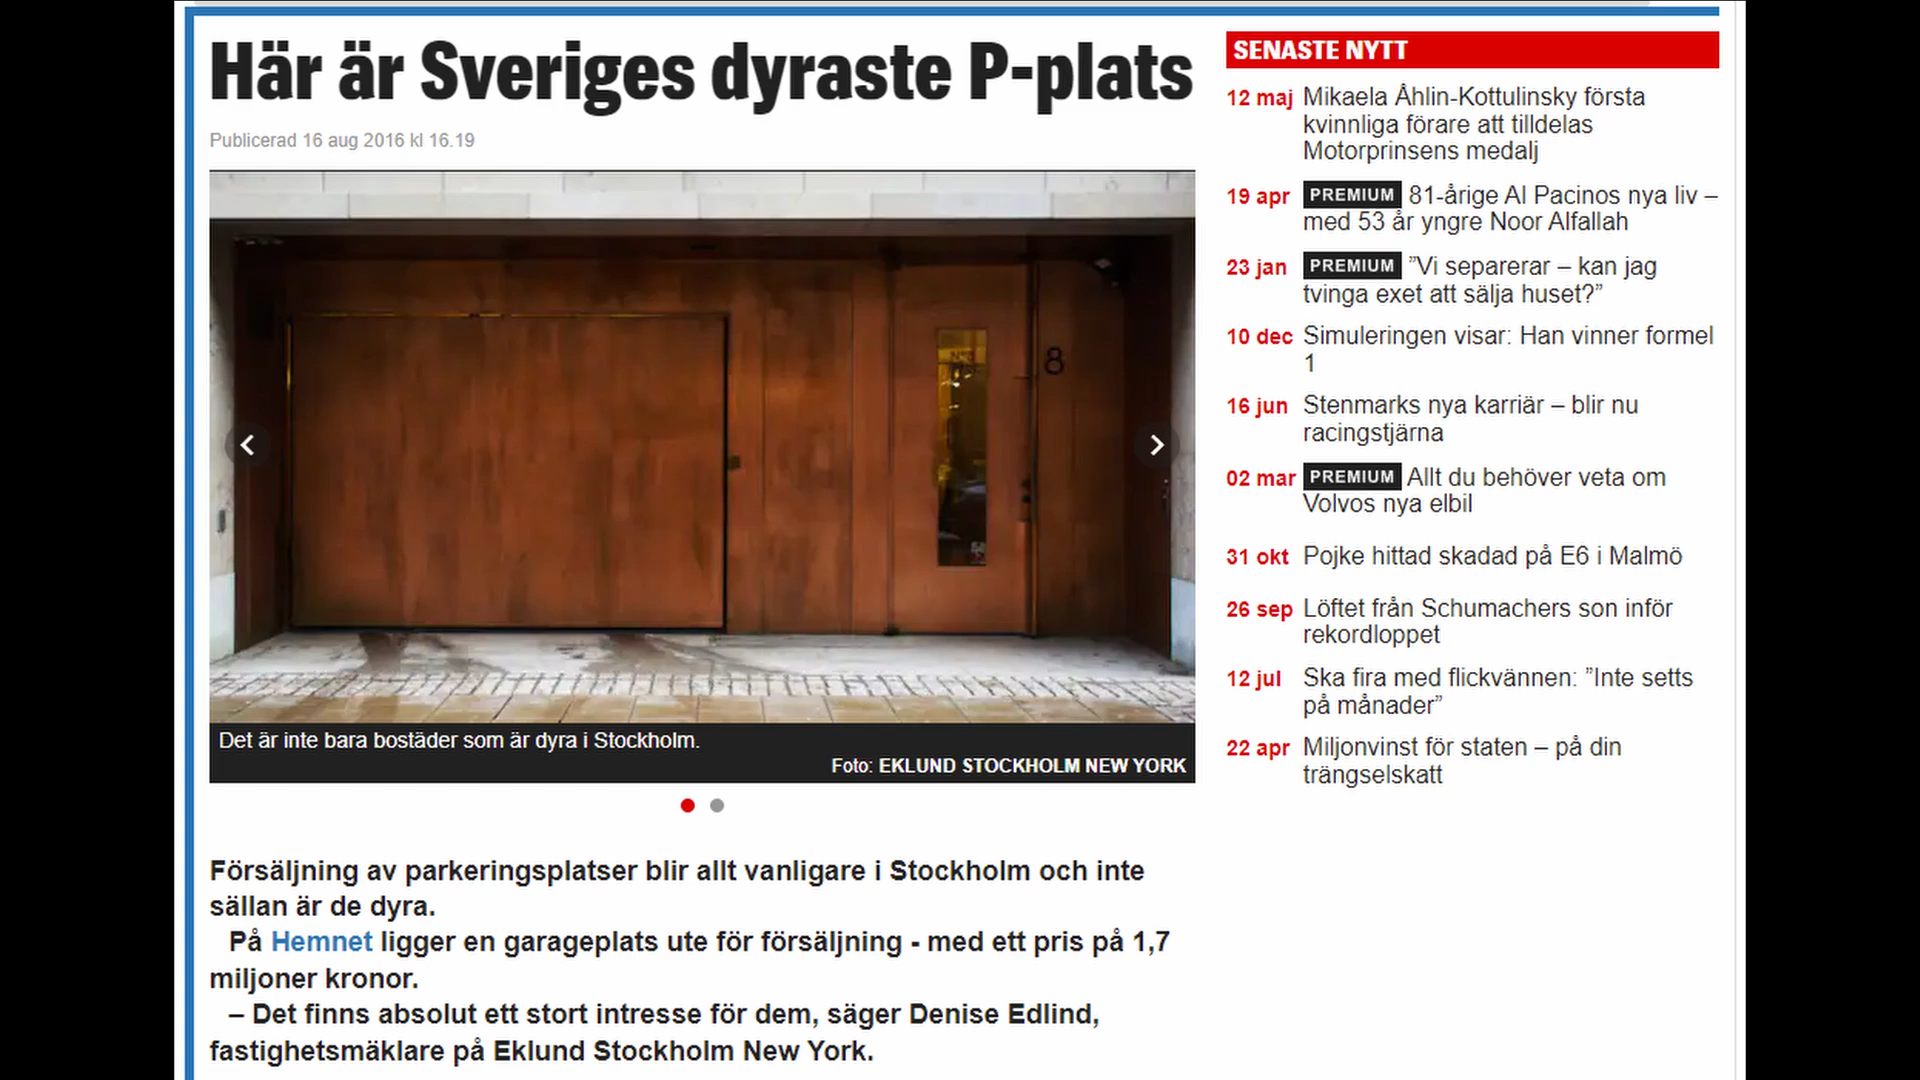 Här är Sveriges dyraste P-plats
Publicerad 16 aug 2016 kl 16.19
8
Det är inte bara bostäder som är dyra i Stockholm.
Foto: EKLUND STOCKHOLM NEW YORK
Försäljning av parkeringsplatser blir allt vanligare i Stockholm och inte
sällan är de dyra.
På Hemnet ligger en garageplats ute för försäljning - med ett pris på 1,7
miljoner kronor.
– Det finns absolut ett stort intresse för dem, säger Denise Edlind,
fastighetsmäklare på Eklund Stockholm New York.
SENASTE NYTT
12 maj Mikaela Åhlin-Kottulinsky första
kvinnliga förare att tilldelas
Motorprinsens medalj
19 apr PREMIUM 81-årige Al Pacinos nya liv –
med 53 år yngre Noor Alfallah
23 jan PREMIUM ”Vi separerar – kan jag
tvinga exet att sälja huset?”
10 dec Simuleringen visar: Han vinner formel
1
16 jun Stenmarks nya karriär – blir nu
racingstjärna
02 mar PREMIUM Allt du behöver veta om
Volvos nya elbil
31 okt Pojke hittad skadad på E6 i Malmö
26 sep Löftet från Schumachers son inför
rekordloppet
12 jul Ska fira med flickvännen: ”Inte setts
på månader”
22 apr Miljonvinst för staten – på din
trängselskatt